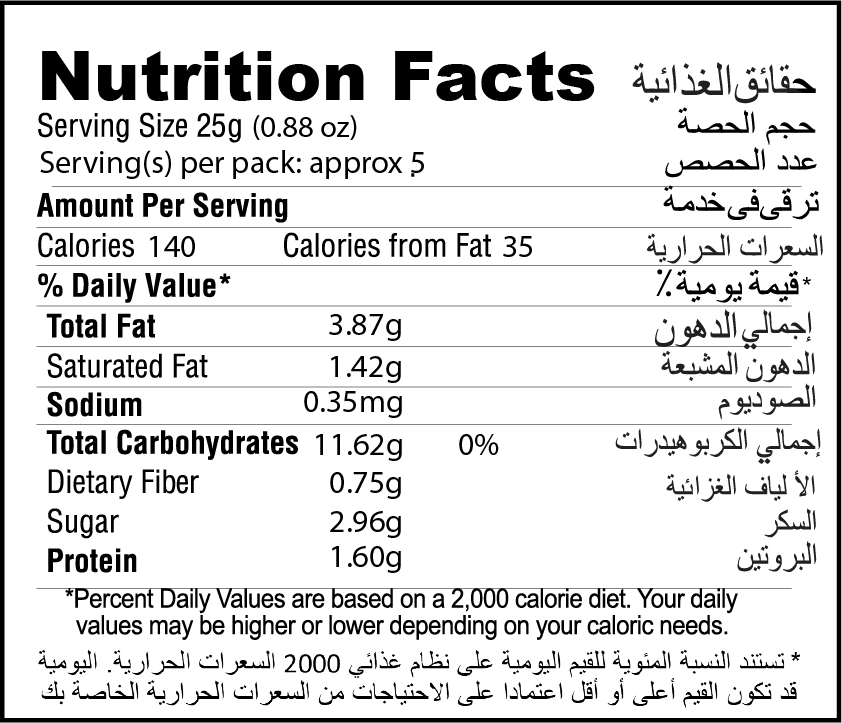 Nutrition Facts حقائق الغذائية
Serving Size 25g (0.88 oz) حجم الحصة
Serving(s) per pack: approx 5 عدد الحصص
Amount Per Serving ترقى فى خدمة
Calories 140 Calories from Fat 35 السعرات الحرارية
% Daily Value* *قيمة يومية٪
Total Fat 3.87g إجمالي الدهون
Saturated Fat 1.42g الدهون المشبعة
Sodium 0.35mg الصوديوم
Total Carbohydrates 11.62g 0% إجمالي الكربوهيدرات
Dietary Fiber 0.75g الألياف الغزائية
Sugar 2.96g السكر
Protein 1.60g البروتين
*Percent Daily Values are based on a 2,000 calorie diet. Your daily
values may be higher or lower depending on your caloric needs.
* تستند النسبة المئوية للقيم اليومية على نظام غذائي 2000 السعرات الحرارية. اليومية
قد تكون القيم أعلى أو أقل اعتمادا على الاحتياجات من السعرات الحرارية الخاصة بك